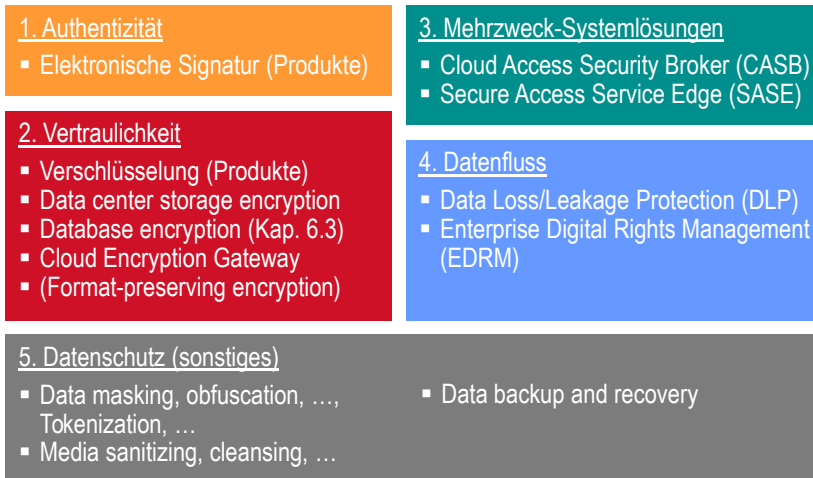 1. Authentizität
▪ Elektronische Signatur (Produkte)
2. Vertraulichkeit
▪ Verschlüsselung (Produkte)
▪ Data center storage encryption
▪ Database encryption (Kap. 6.3)
▪ Cloud Encryption Gateway
▪ (Format-preserving encryption)
3. Mehrzweck-Systemlösungen
▪ Cloud Access Security Broker (CASB)
▪ Secure Access Service Edge (SASE)
4. Datenfluss
▪ Data Loss/Leakage Protection (DLP)
▪ Enterprise Digital Rights Management
(EDRM)
5. Datenschutz (sonstiges)
▪ Data masking, obfuscation, …,
Tokenization, …
▪ Media sanitizing, cleansing, …
▪ Data backup and recovery